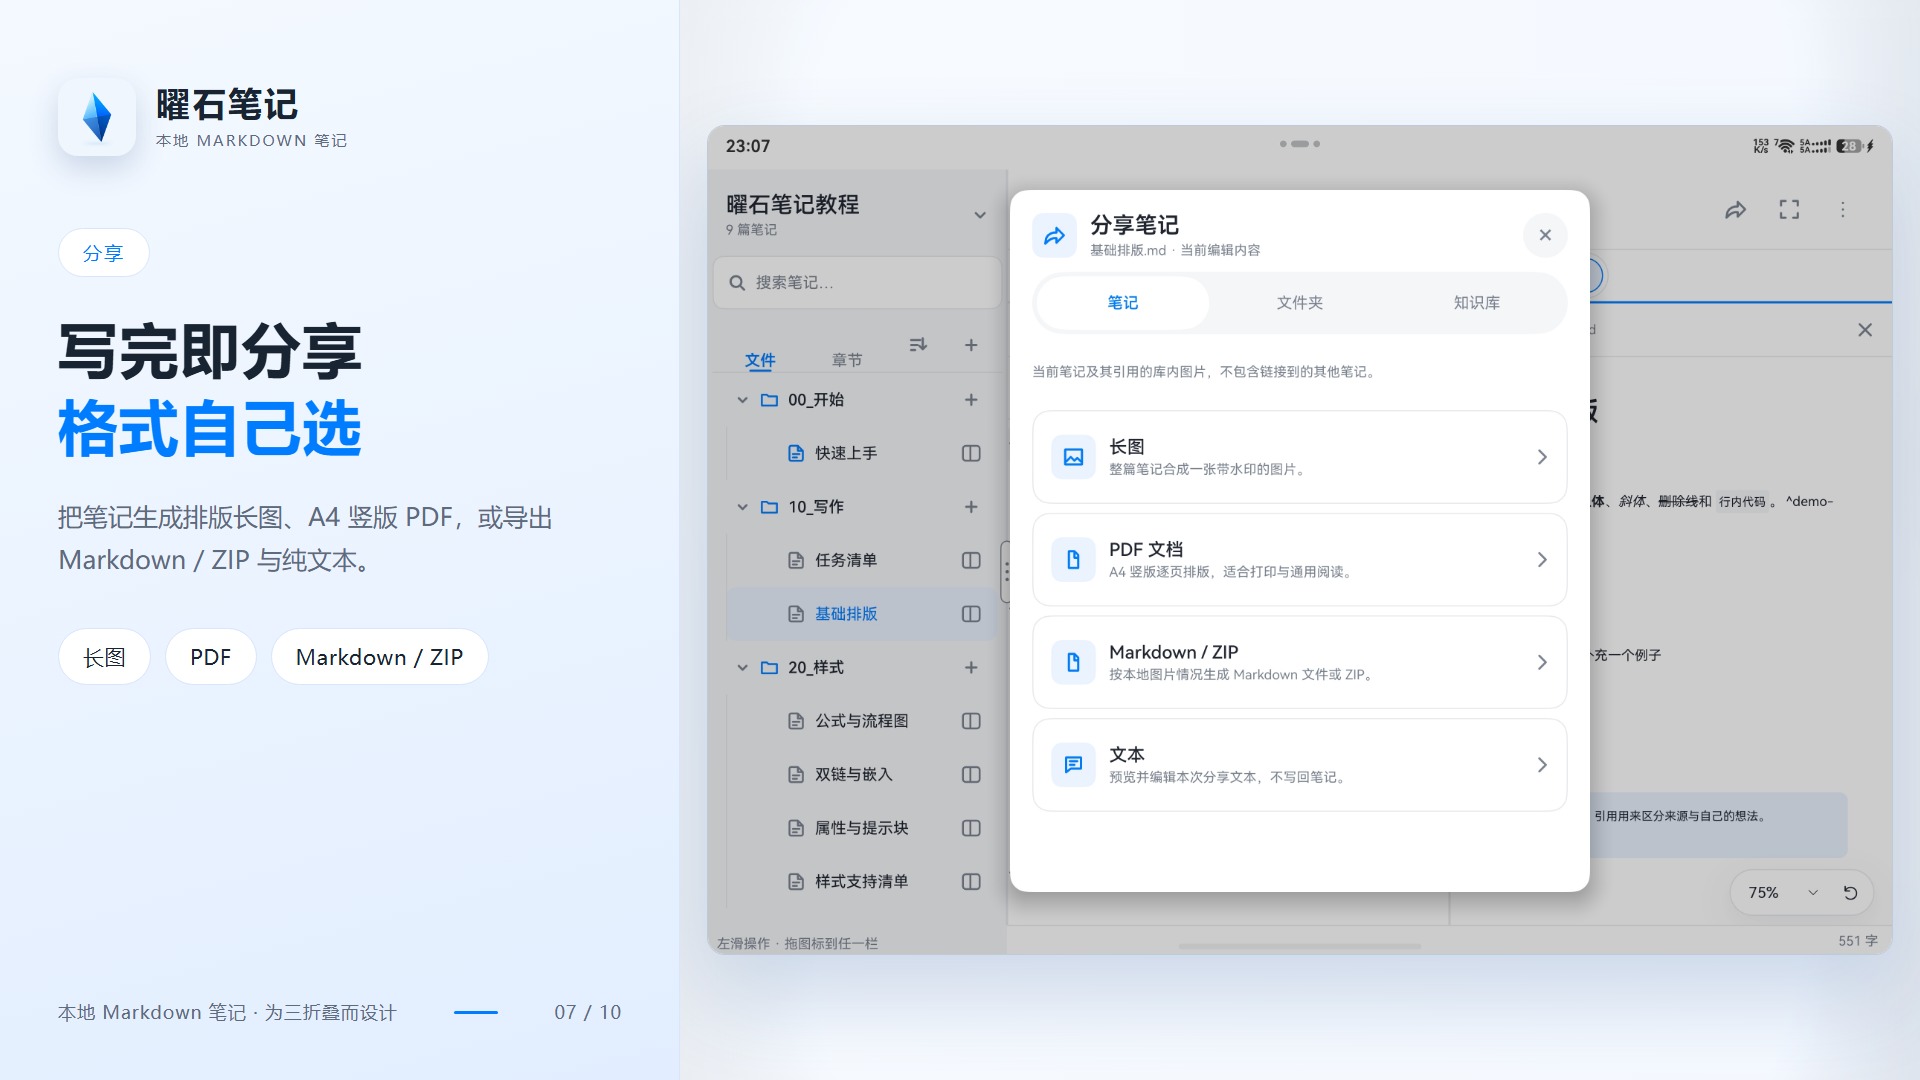 曜石笔记
本地 MARKDOWN 笔记
分享
写完即分享
格式自己选
把笔记生成排版长图、A4 竖版 PDF，或导出
Markdown / ZIP 与纯文本。
长图
PDF
Markdown / ZIP
本地 Markdown 笔记 · 为三折叠而设计
07 / 10
23:07
153 K/s
7
5A
5A
28
曜石笔记教程
9 篇笔记
搜索笔记...
文件
章节
00_开始
快速上手
10_写作
任务清单
基础排版
20_样式
公式与流程图
双链与嵌入
属性与提示块
样式支持清单
左滑操作 · 拖图标到任一栏
分享笔记
基础排版.md · 当前编辑内容
笔记
文件夹
知识库
当前笔记及其引用的库内图片，不包含链接到的其他笔记。
长图
整篇笔记合成一张带水印的图片。
PDF 文档
A4 竖版逐页排版，适合打印与通用阅读。
Markdown / ZIP
按本地图片情况生成 Markdown 文件或 ZIP。
文本
预览并编辑本次分享文本，不写回笔记。
体、斜体、删除线和 行内代码 。 ^demo-
充一个例子
引用用来区分来源与自己的想法。
75%
551 字